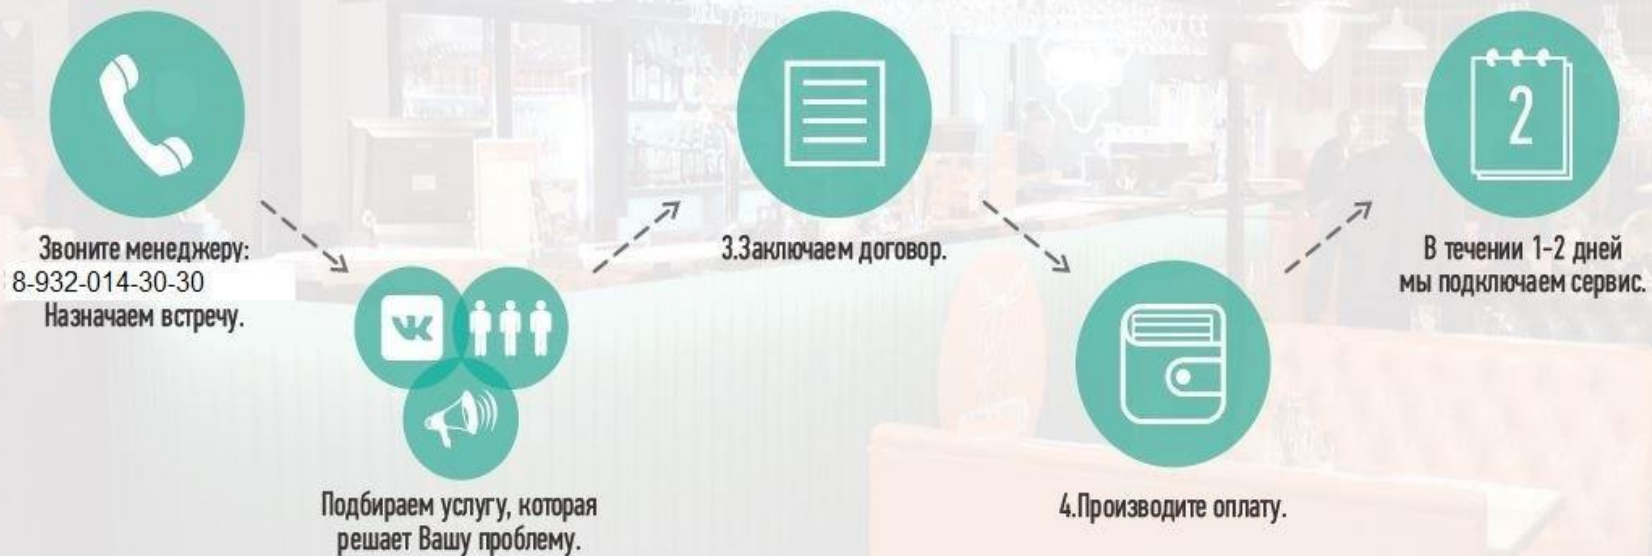 Звоните менеджеру:
8-932-014-30-30
Назначаем встречу.
Подбираем услугу, которая
решает Вашу проблему.
3.Заключаем договор.
4.Производите оплату.
2
В течении 1-2 дней
мы подключаем сервис.